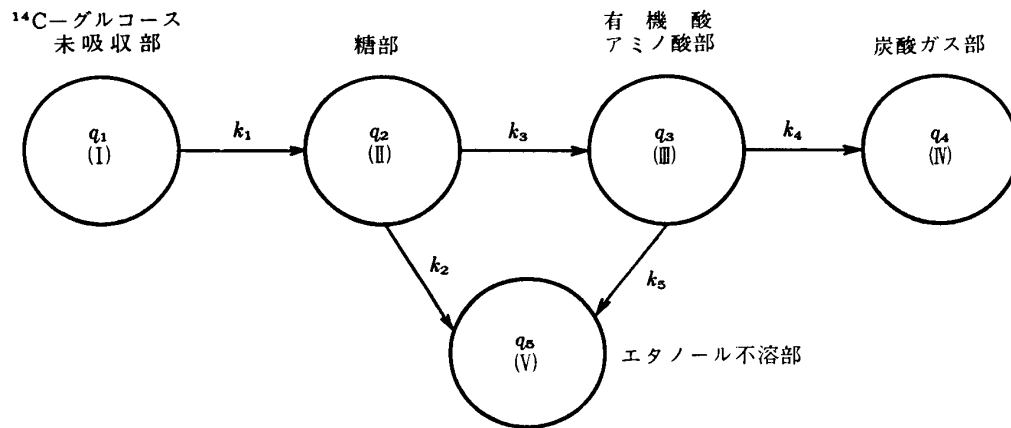 ¹⁴C－グルコース
未吸収部
糖部
有機酸
アミノ酸部
炭酸ガス部
q₁
(Ⅰ)
k₁
q₂
(Ⅱ)
k₃
q₃
(Ⅲ)
k₄
q₄
(Ⅳ)
k₂
k₅
q₅
(Ⅴ)
エタノール不溶部